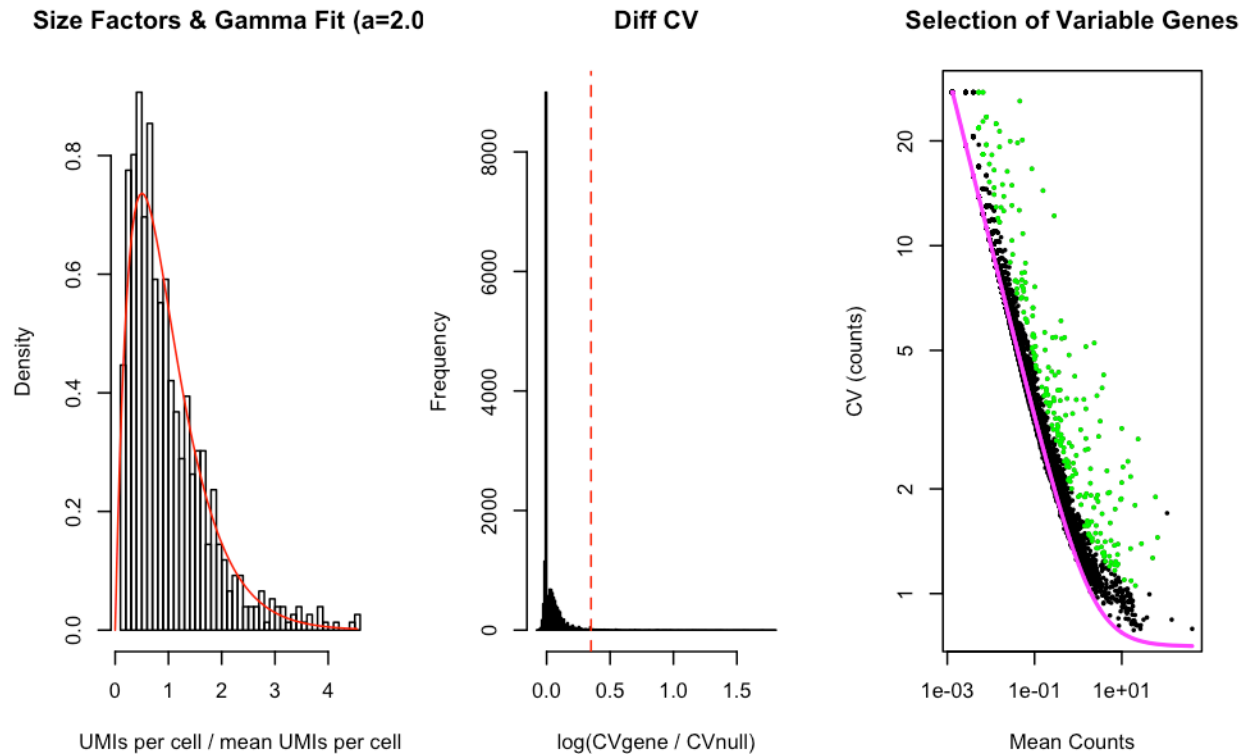 Size Factors & Gamma Fit (a=2.0
Density
0.0
0.2
0.4
0.6
0.8
0
1
2
3
4
UMIs per cell / mean UMIs per cell
Diff CV
Frequency
0
2000
4000
6000
8000
0.0
0.5
1.0
1.5
log(CVgene / CVnull)
Selection of Variable Genes
CV (counts)
1
2
5
10
20
1e-03
1e-01
1e+01
Mean Counts